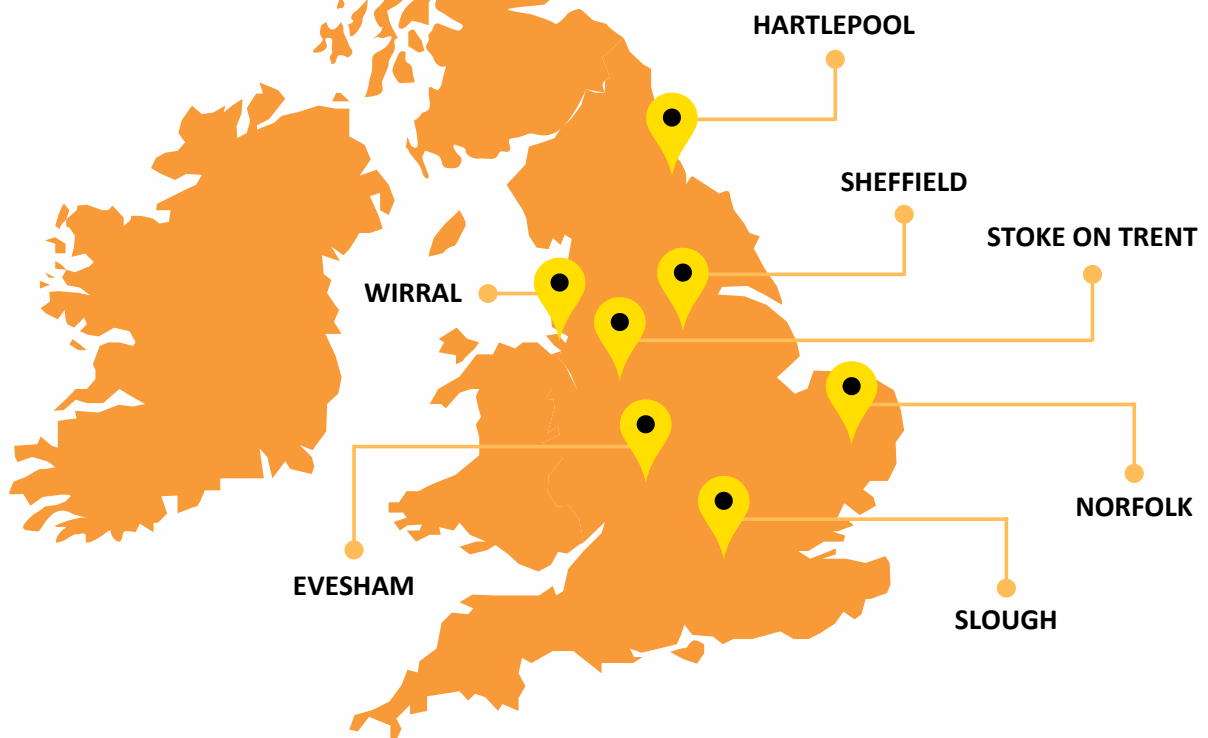 HARTLEPOOL
SHEFFIELD
STOKE ON TRENT
WIRRAL
NORFOLK
EVESHAM
SLOUGH